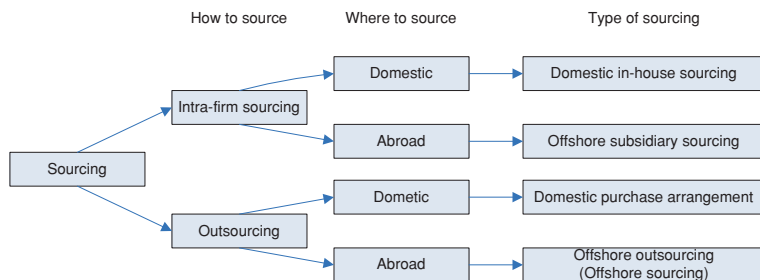 How to source
Where to source
Type of sourcing
Domestic
Domestic in-house sourcing
Intra-firm sourcing
Abroad
Offshore subsidiary sourcing
Sourcing
Dometic
Domestic purchase arrangement
Outsourcing
Abroad
Offshore outsourcing
(Offshore sourcing)